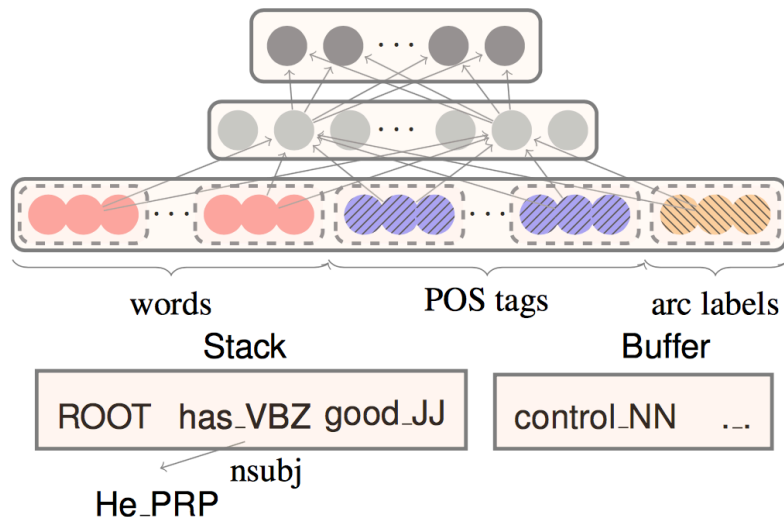 ...
...
... ...
words POS tags arc labels
Stack Buffer
ROOT has_VBZ good_JJ control_NN ._.
nsubj
He_PRP